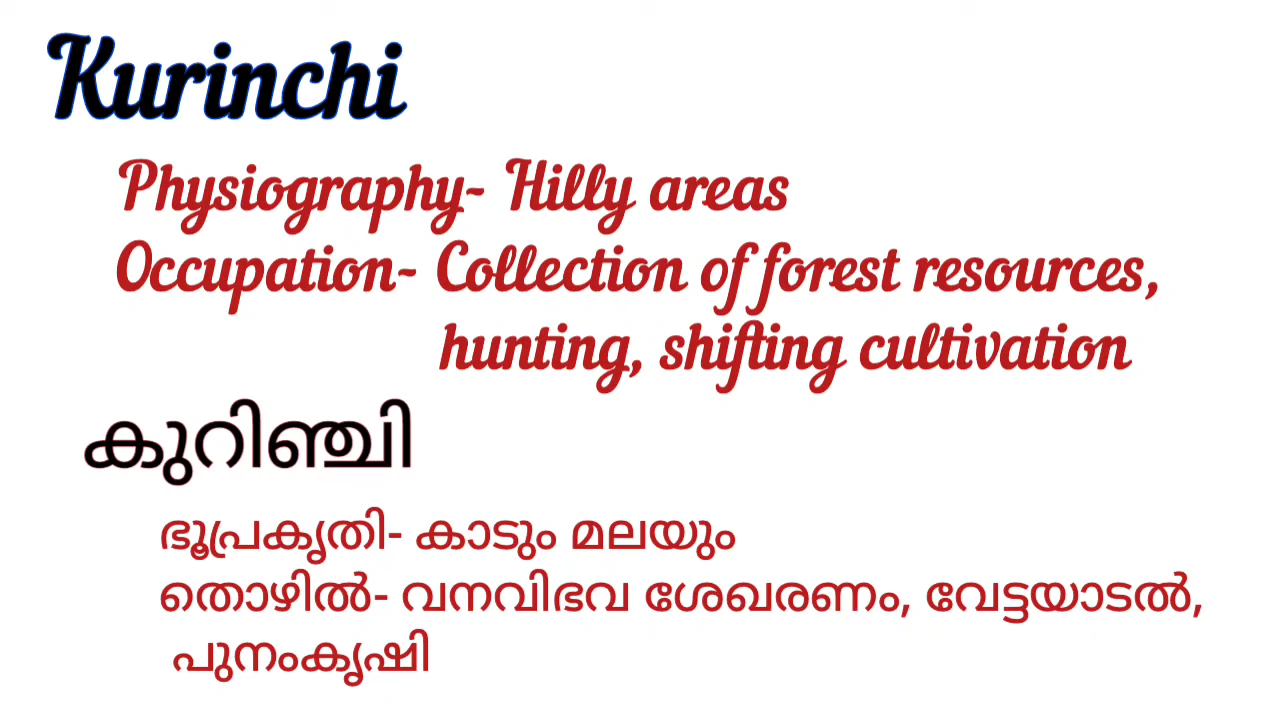 Kurinchi
Physiography- Hilly areas
Occupation- Collection of forest resources,
hunting, shifting cultivation
കുറിഞ്ചി
ഭൂപ്രകൃതി- കാടും മലയും
തൊഴിൽ- വനവിഭവ ശേഖരണം, വേട്ടയാടൽ,
പുനംകൃഷി